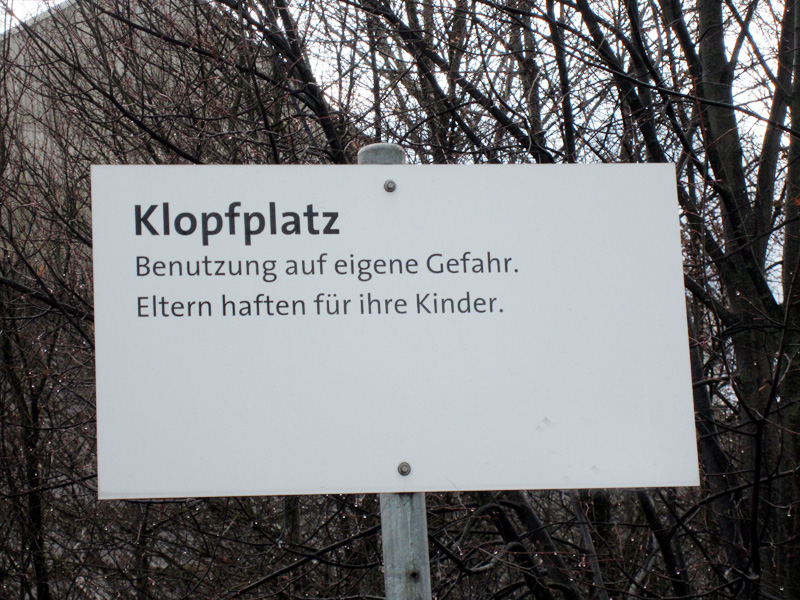 Klopfplatz
Benutzung auf eigene Gefahr.
Eltern haften für ihre Kinder.